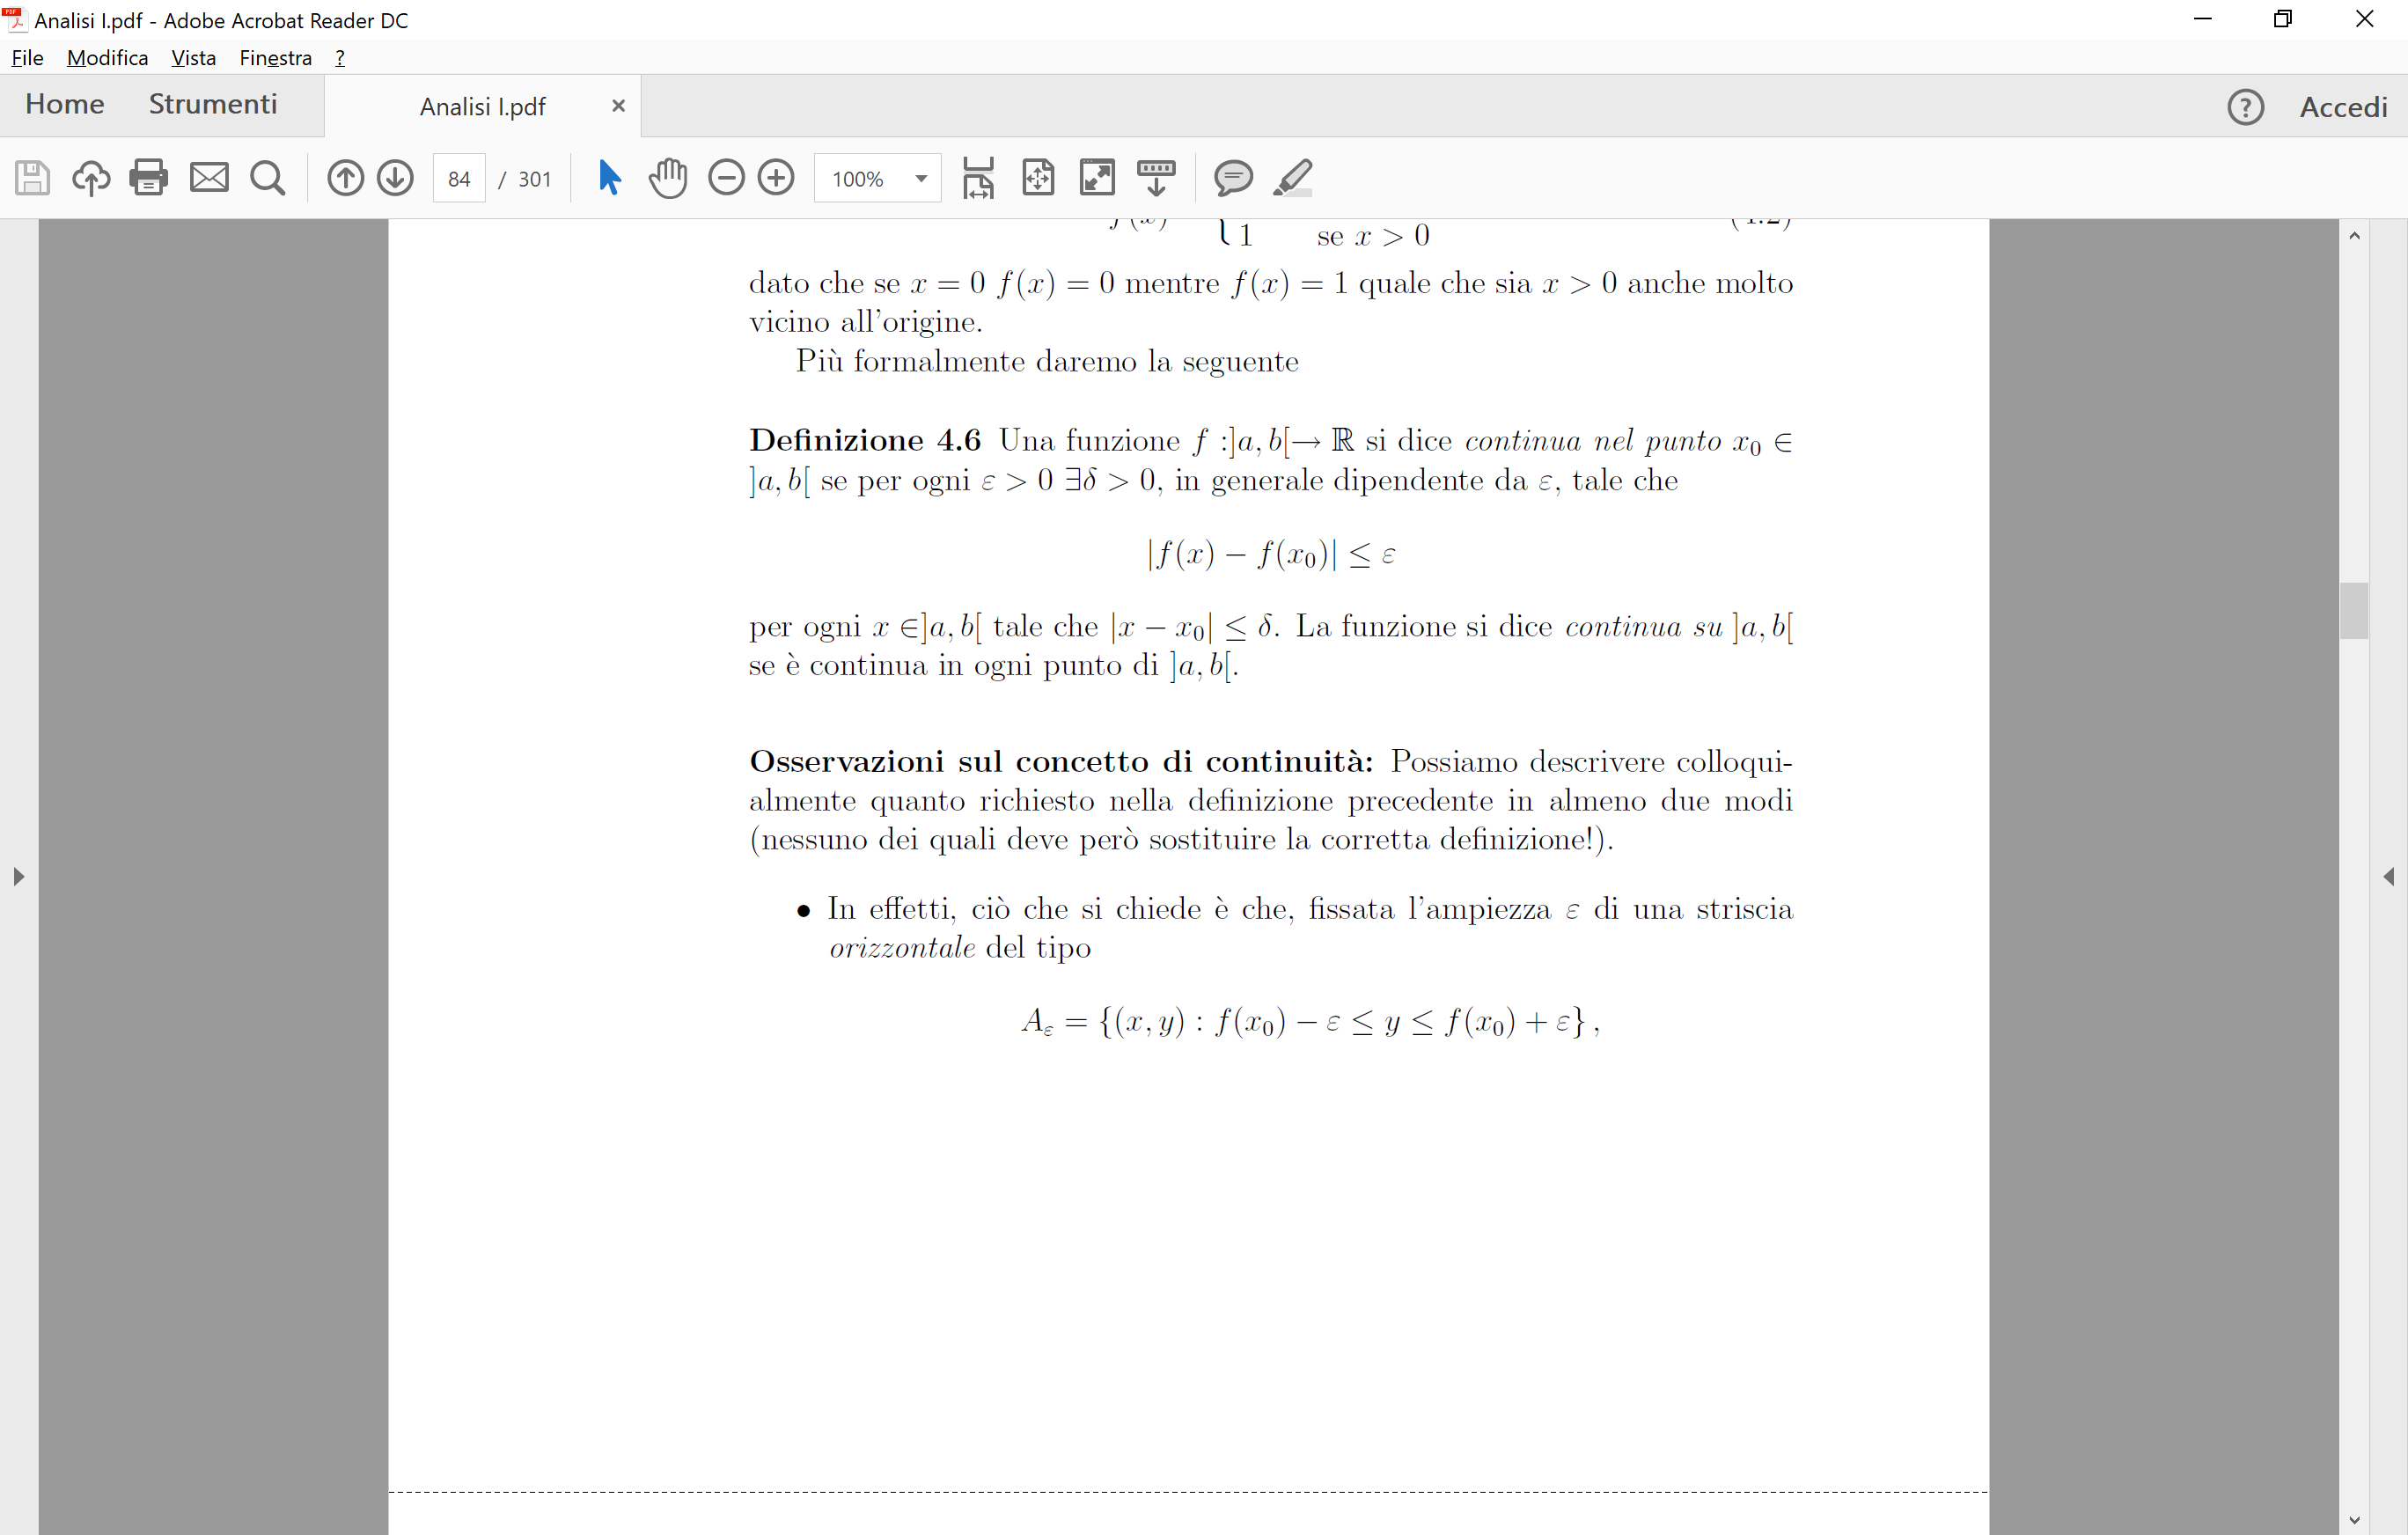 Analisi I.pdf - Adobe Acrobat Reader DC
File Modifica Vista Finestra ?
Home Strumenti Analisi I.pdf × ? Accedi
84 / 301 100%
1 se x > 0
dato che se x = 0 f(x) = 0 mentre f(x) = 1 quale che sia x > 0 anche molto
vicino all'origine.
Più formalmente daremo la seguente
Definizione 4.6 Una funzione f :]a, b[→ ℝ si dice continua nel punto x₀ ∈
]a, b[ se per ogni ε > 0 ∃δ > 0, in generale dipendente da ε, tale che
|f(x) − f(x₀)| ≤ ε
per ogni x ∈]a, b[ tale che |x − x₀| ≤ δ. La funzione si dice continua su ]a, b[
se è continua in ogni punto di ]a, b[.
Osservazioni sul concetto di continuità: Possiamo descrivere colloqui-
almente quanto richiesto nella definizione precedente in almeno due modi
(nessuno dei quali deve però sostituire la corretta definizione!).
• In effetti, ciò che si chiede è che, fissata l'ampiezza ε di una striscia
orizzontale del tipo
A_ε = {(x, y) : f(x₀) − ε ≤ y ≤ f(x₀) + ε} ,